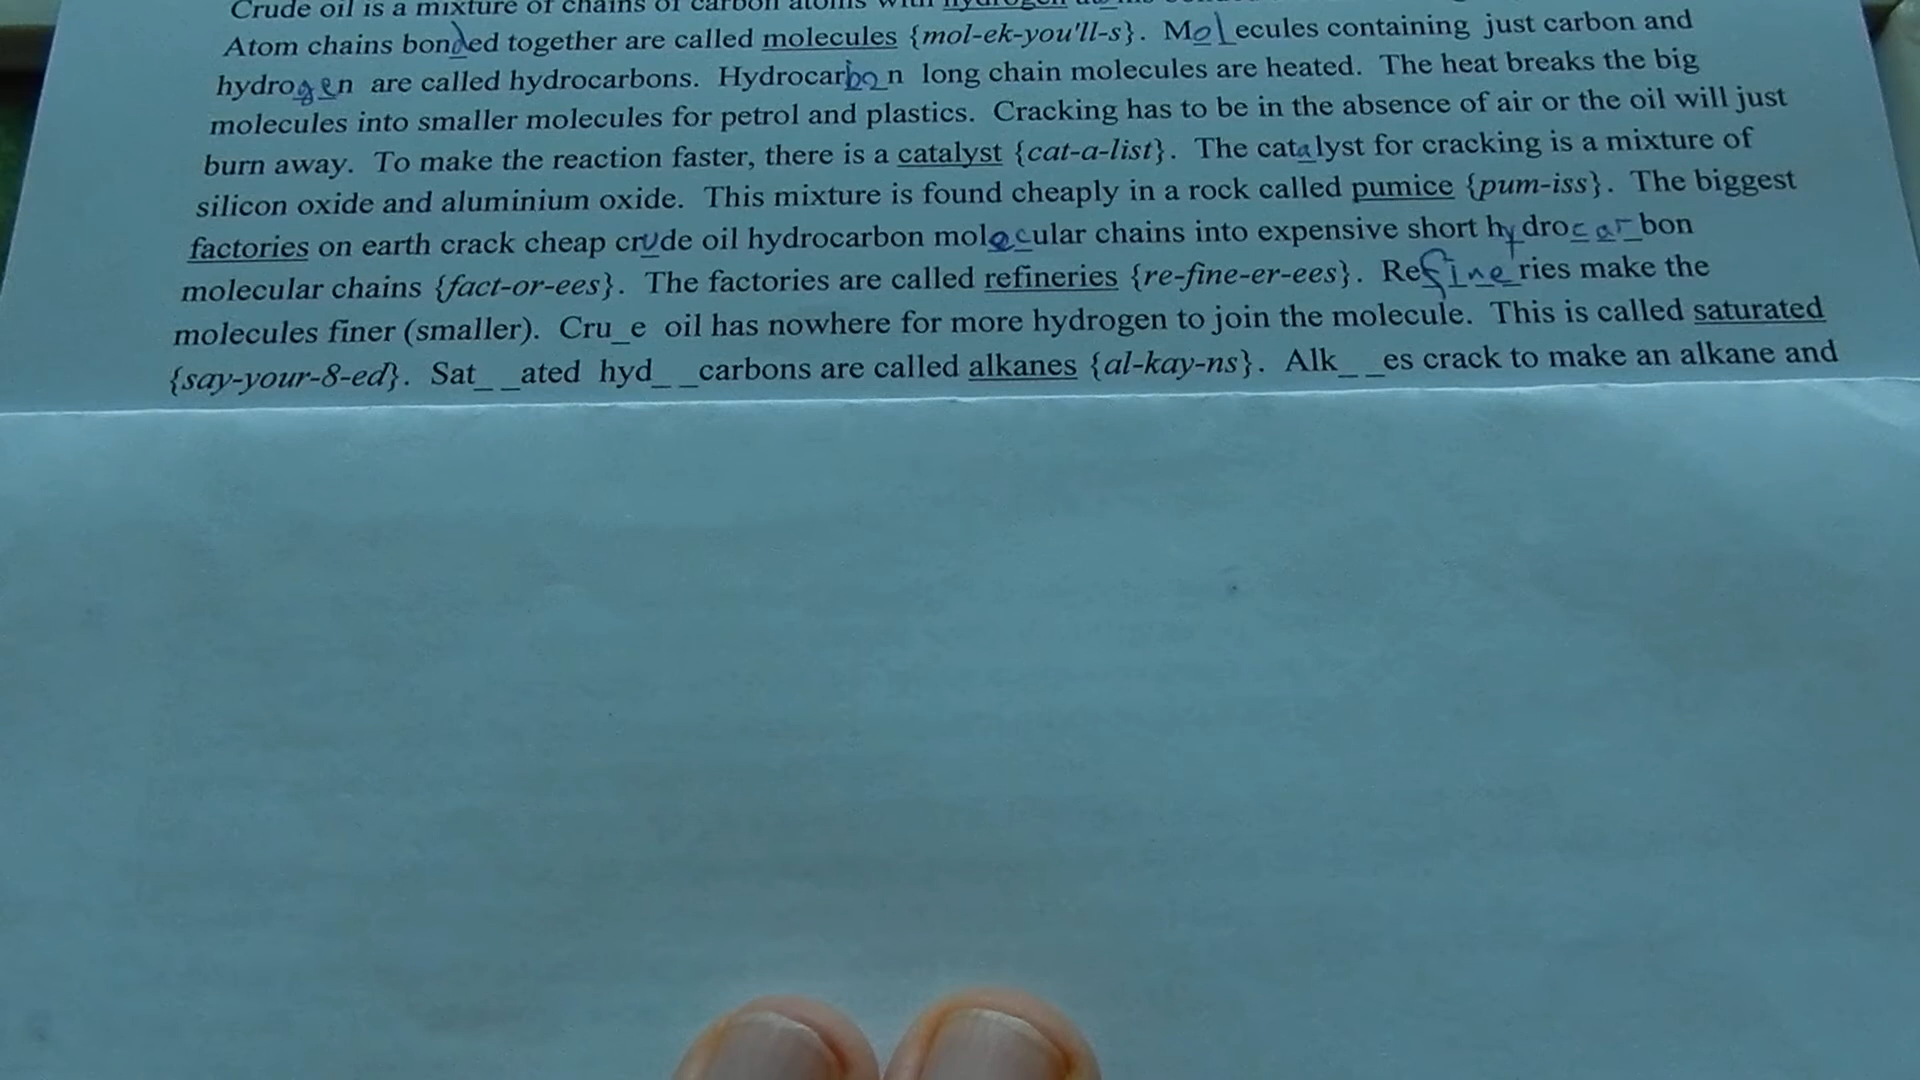 Crude oil is a mixture of chains of carbon atoms with hydrogen
Atom chains bonded together are called molecules {mol-ek-you'll-s}. Molecules containing just carbon and
hydrogen are called hydrocarbons. Hydrocarbon long chain molecules are heated. The heat breaks the big
molecules into smaller molecules for petrol and plastics. Cracking has to be in the absence of air or the oil will just
burn away. To make the reaction faster, there is a catalyst {cat-a-list}. The catalyst for cracking is a mixture of
silicon oxide and aluminium oxide. This mixture is found cheaply in a rock called pumice {pum-iss}. The biggest
factories on earth crack cheap crude oil hydrocarbon molecular chains into expensive short hydrocarbon
molecular chains {fact-or-ees}. The factories are called refineries {re-fine-er-ees}. Refineries make the
molecules finer (smaller). Cru_e oil has nowhere for more hydrogen to join the molecule. This is called saturated
{say-your-8-ed}. Sat_ _ated hyd_ _carbons are called alkanes {al-kay-ns}. Alk_ _es crack to make an alkane and